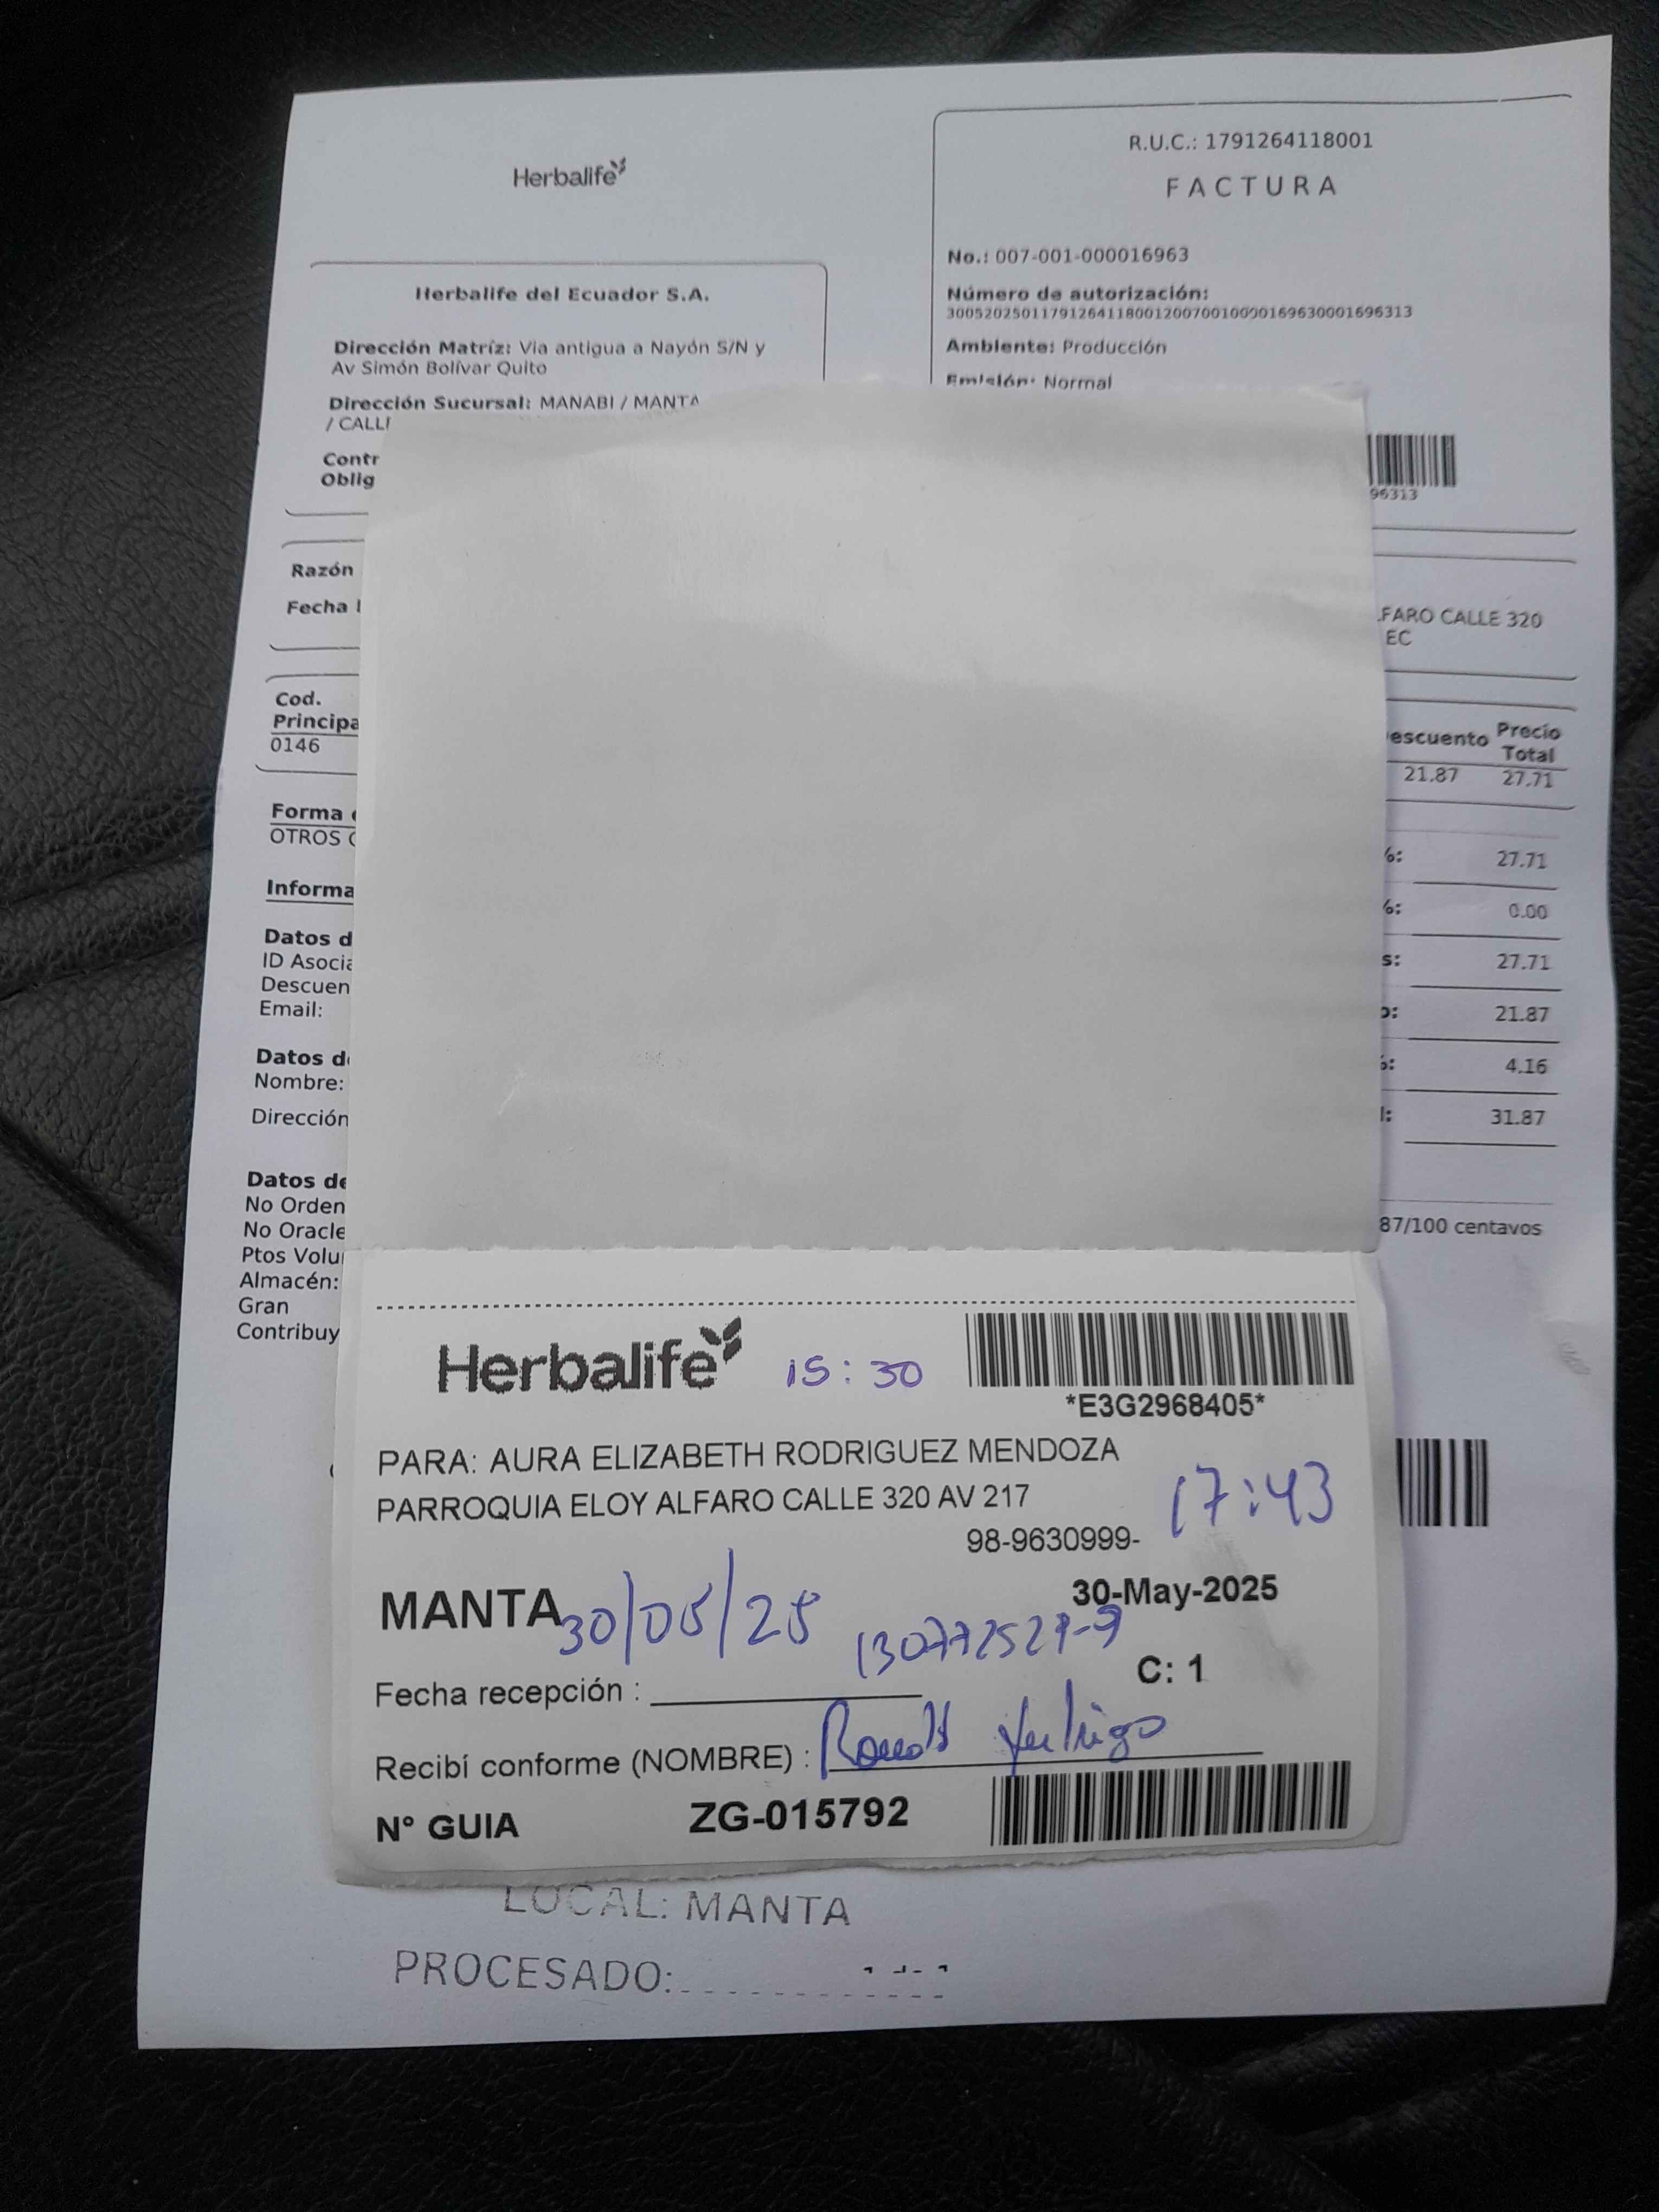 Herbalife
R.U.C.: 1791264118001
FACTURA
No.: 007-001-000016963
Número de autorización:
3005202501179126411800120070010000169630001696313
Ambiente: Producción
Emisión: Normal
96313
Herbalife del Ecuador S.A.
Dirección Matríz: Via antigua a Nayón S/N y
Av Simón Bolívar Quito
Dirección Sucursal: MANABI / MANTA
/ CALL
Contr
Oblig
Razón
Fecha
FARO CALLE 320
EC
Cod.
Principa
0146
escuento Precio
Total
21.87 27.71
Forma
OTROS
Informa
%: 27.71
%: 0.00
s: 27.71
o: 21.87
%: 4.16
l: 31.87
87/100 centavos
Datos d
ID Asocia
Descuen
Email:
Datos d
Nombre:
Dirección
Datos de
No Orden
No Oracle
Ptos Volu
Almacén:
Gran
Contribuy
Herbalife 15:30
*E3G2968405*
PARA: AURA ELIZABETH RODRIGUEZ MENDOZA
PARROQUIA ELOY ALFARO CALLE 320 AV 217
17:43
98-9630999-
MANTA 30/05/25 30-May-2025
C: 1
Fecha recepción :
Recibí conforme (NOMBRE) :
N° GUIA ZG-015792
LOCAL: MANTA
PROCESADO: